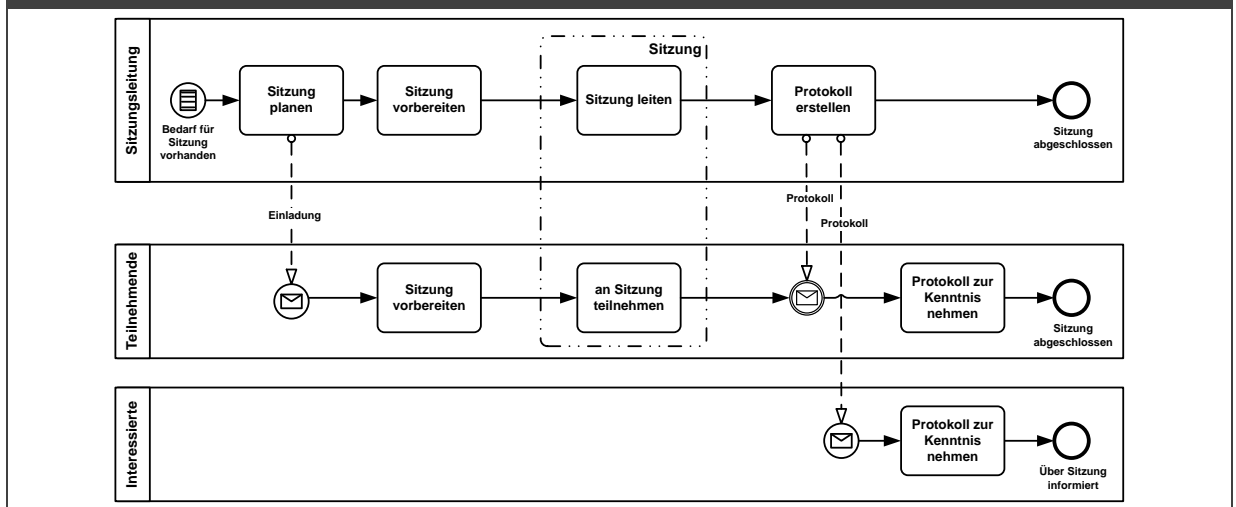 Sitzungsleitung
Bedarf für
Sitzung
vorhanden
Sitzung
planen
Sitzung
vorbereiten
Sitzung
Sitzung leiten
Protokoll
erstellen
Sitzung
abgeschlossen
Einladung
Protokoll
Protokoll
Teilnehmende
Sitzung
vorbereiten
an Sitzung
teilnehmen
Protokoll zur
Kenntnis
nehmen
Sitzung
abgeschlossen
Interessierte
Protokoll zur
Kenntnis
nehmen
Über Sitzung
informiert